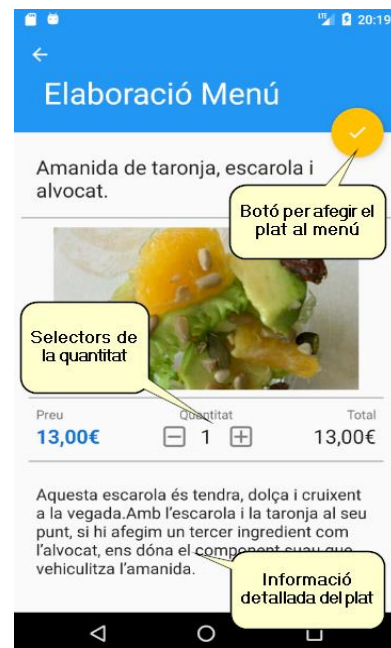 20:19
Elaboració Menú
Amanida de taronja, escarola i
alvocat.
Botó per afegir el
plat al menú
Selectors de
la quantitat
Preu
Quantitat
Total
13,00€
1
13,00€
Aquesta escarola és tendra, dolça i cruixent
a la vegada.Amb l'escarola i la taronja al seu
punt, si hi afegim un tercer ingredient com
l'alvocat, ens dóna el component suau que
vehiculitza l'amanida.
Informació
detallada del plat